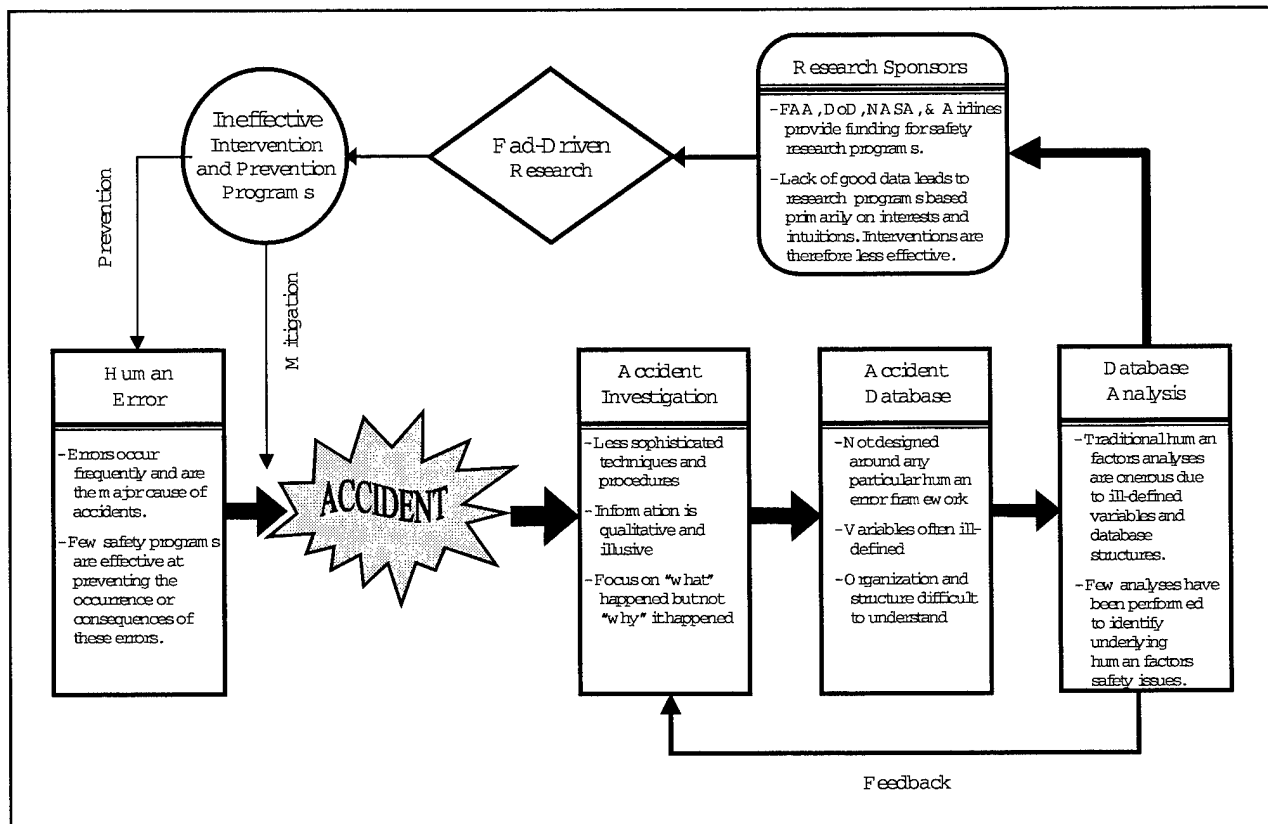 Research Sponsors
-FAA, DoD, NASA, & Airlines
provide funding for safety
research programs.
-Lack of good data leads to
research programs based
primarily on interests and
intuitions. Interventions are
therefore less effective.
Fad-Driven
Research
Ineffective
Intervention
and Prevention
Programs
Prevention
Mitigation
Human
Error
-Errors occur
frequently and are
the major cause of
accidents.
-Few safety programs
are effective at
preventing the
occurrence or
consequences of
these errors.
ACCIDENT
Accident
Investigation
-Less sophisticated
techniques and
procedures
-Information is
qualitative and
illusive
-Focus on "what"
happened but not
"why" it happened
Accident
Database
-Not designed
around any
particular human
error framework
-Variables often ill-
defined
-Organization and
structure difficult
to understand
Database
Analysis
-Traditional human
factors analyses
are onerous due
to ill-defined
variables and
database
structures.
-Few analyses have
been performed
to identify
underlying
human factors
safety issues.
Feedback